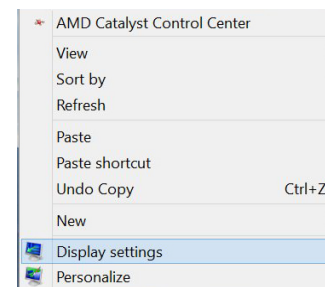 AMD Catalyst Control Center
View
Sort by
Refresh
Paste
Paste shortcut
Undo Copy Ctrl+Z
New
Display settings
Personalize